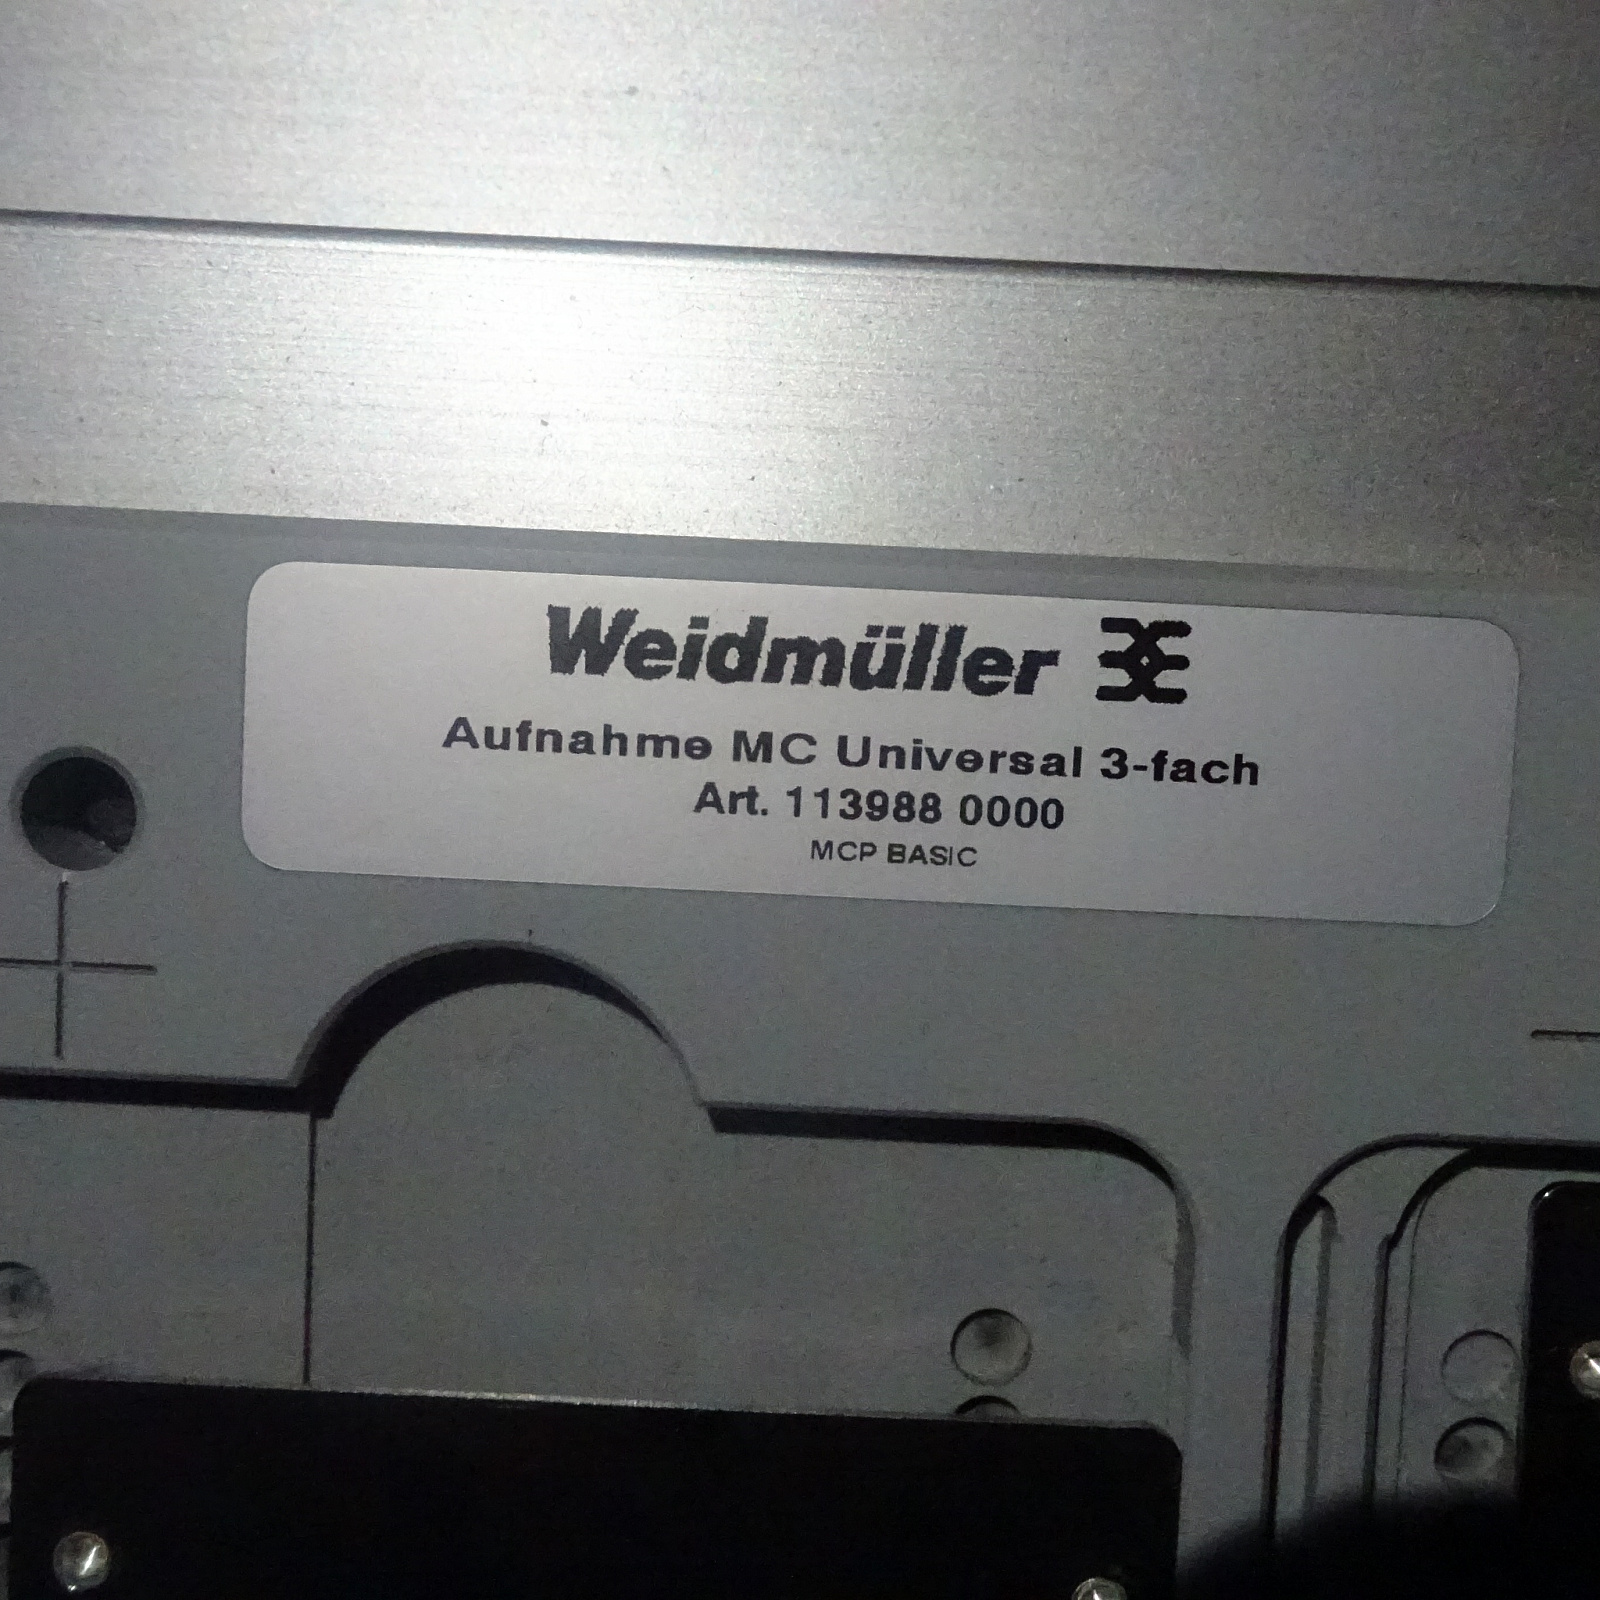 Weidmüller
Aufnahme MC Universal 3-fach
Art. 113988 0000
MCP BASIC